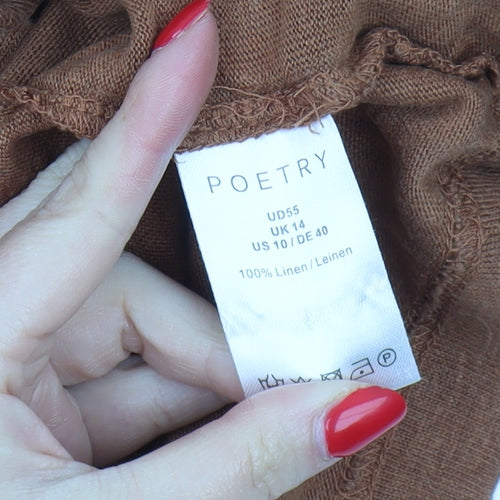 POETRY
UD55
UK 14
US 10 / DE 40
100% Linen / Leinen
P